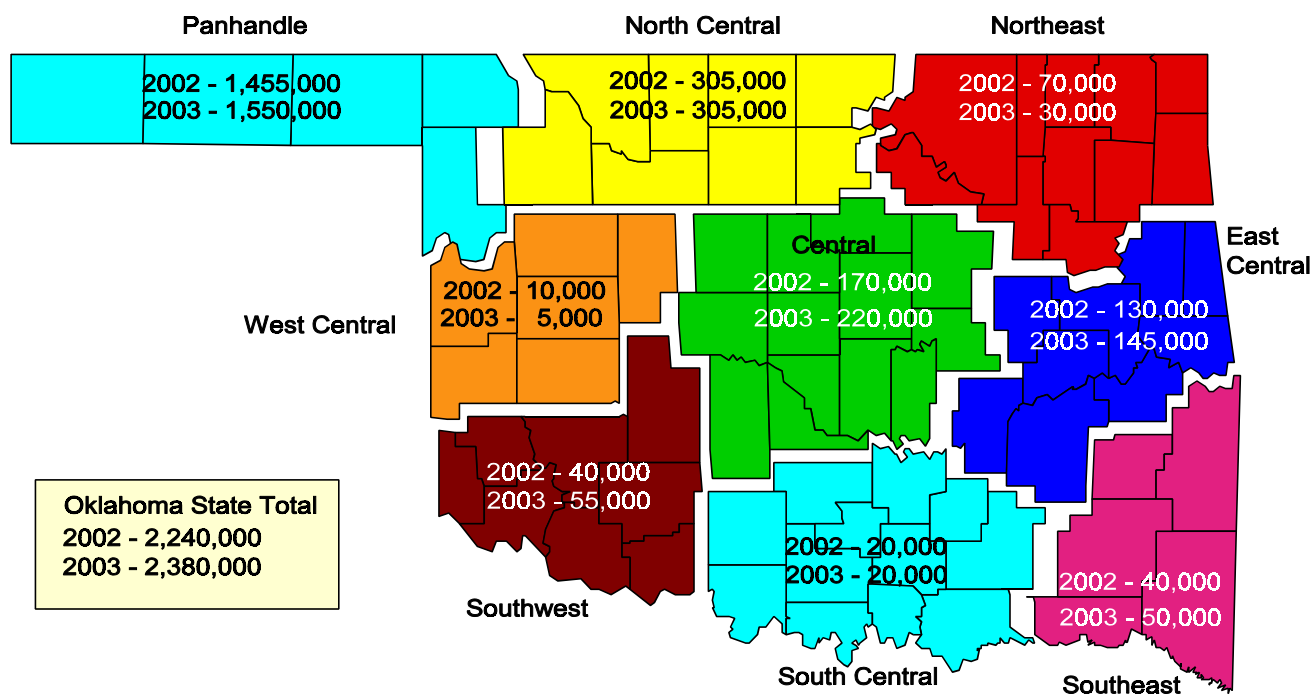 Panhandle
2002 - 1,455,000
2003 - 1,550,000
North Central
2002 - 305,000
2003 - 305,000
Northeast
2002 - 70,000
2003 - 30,000
West Central
2002 - 10,000
2003 - 5,000
Central
2002 - 170,000
2003 - 220,000
East
Central
2002 - 130,000
2003 - 145,000
Southwest
2002 - 40,000
2003 - 55,000
South Central
2002 - 20,000
2003 - 20,000
Southeast
2002 - 40,000
2003 - 50,000
Oklahoma State Total
2002 - 2,240,000
2003 - 2,380,000